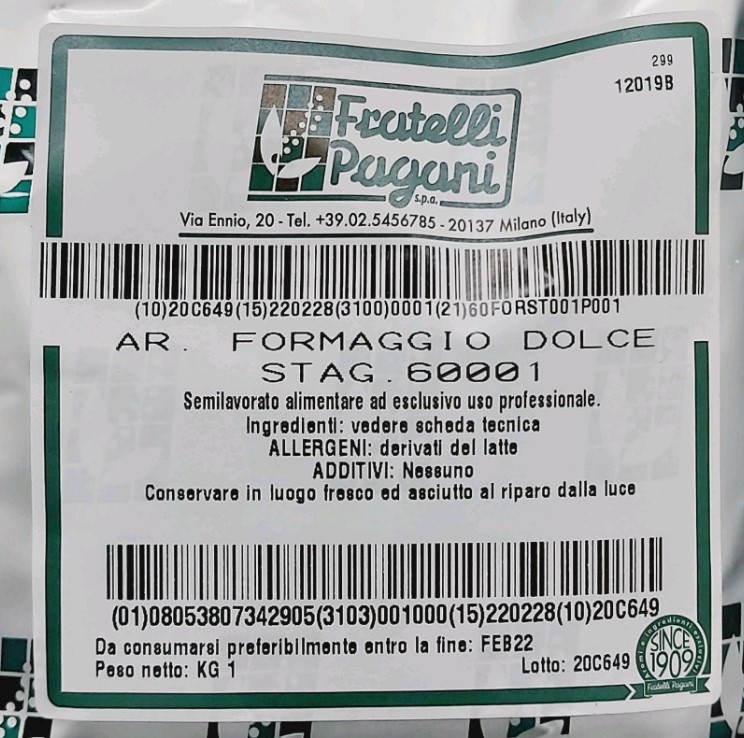 299
12019B
Fratelli
Pagani
s.p.a.
Via Ennio, 20 - Tel. +39.02.5456785 - 20137 Milano (Italy)
(10)20C649(15)220228(3100)0001(21)60FORST001P001
AR. FORMAGGIO DOLCE
STAG.60001
Semilavorato alimentare ad esclusivo uso professionale.
Ingredienti: vedere scheda tecnica
ALLERGENI: derivati del latte
ADDITIVI: Nessuno
Conservare in luogo fresco ed asciutto al riparo dalla luce
(01)08053807342905(3103)001000(15)220228(10)20C649
Da consumarsi preferibilmente entro la fine: FEB22
Peso netto: KG 1
Lotto: 20C649
SINCE
1909
Fratelli Pagani